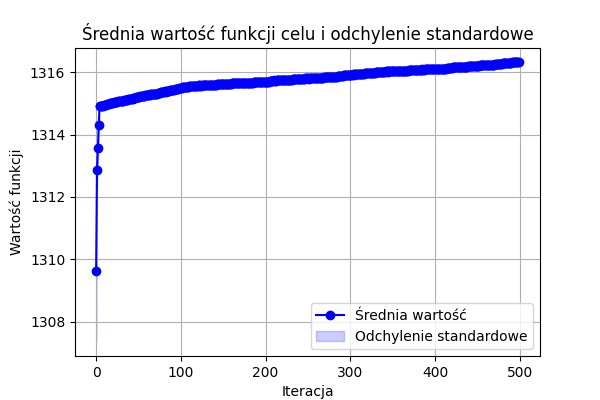 Średnia wartość funkcji celu i odchylenie standardowe
1316
1314
1312
1310
1308
Wartość funkcji
0 100 200 300 400 500
Iteracja
Średnia wartość
Odchylenie standardowe